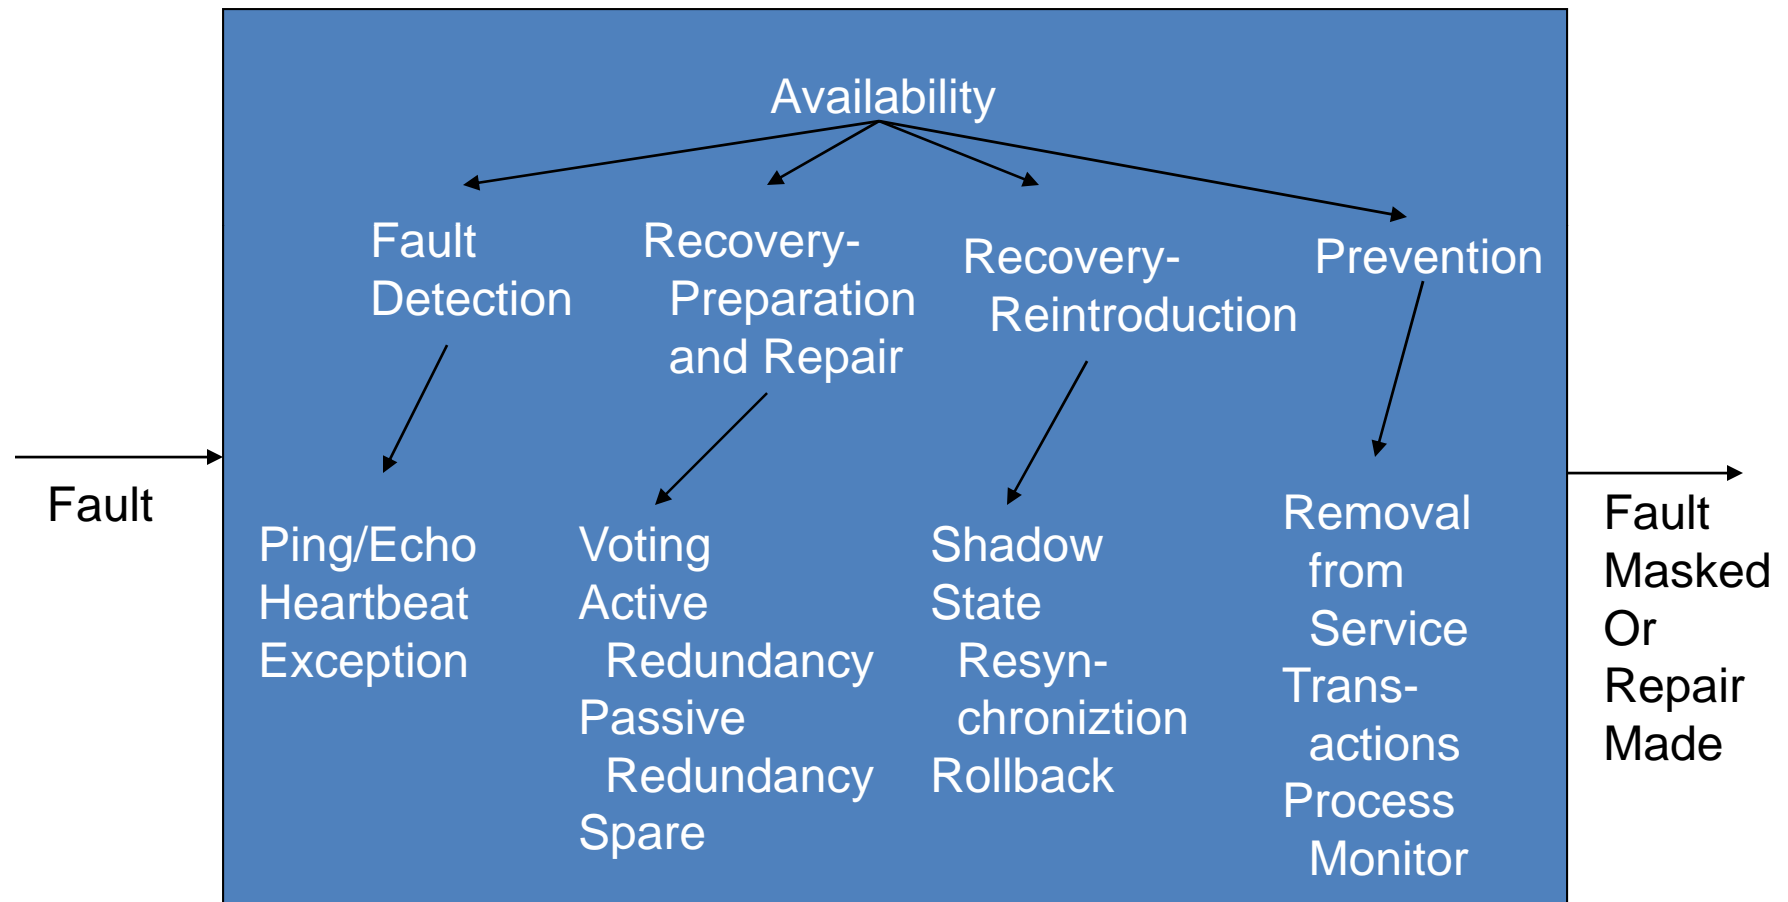 Availability
Fault
Detection
Recovery-
Preparation
and Repair
Recovery-
Reintroduction
Prevention
Fault
Ping/Echo
Heartbeat
Exception
Voting
Active
Redundancy
Passive
Redundancy
Spare
Shadow
State
Resyn-
chroniztion
Rollback
Removal
from
Service
Trans-
actions
Process
Monitor
Fault
Masked
Or
Repair
Made